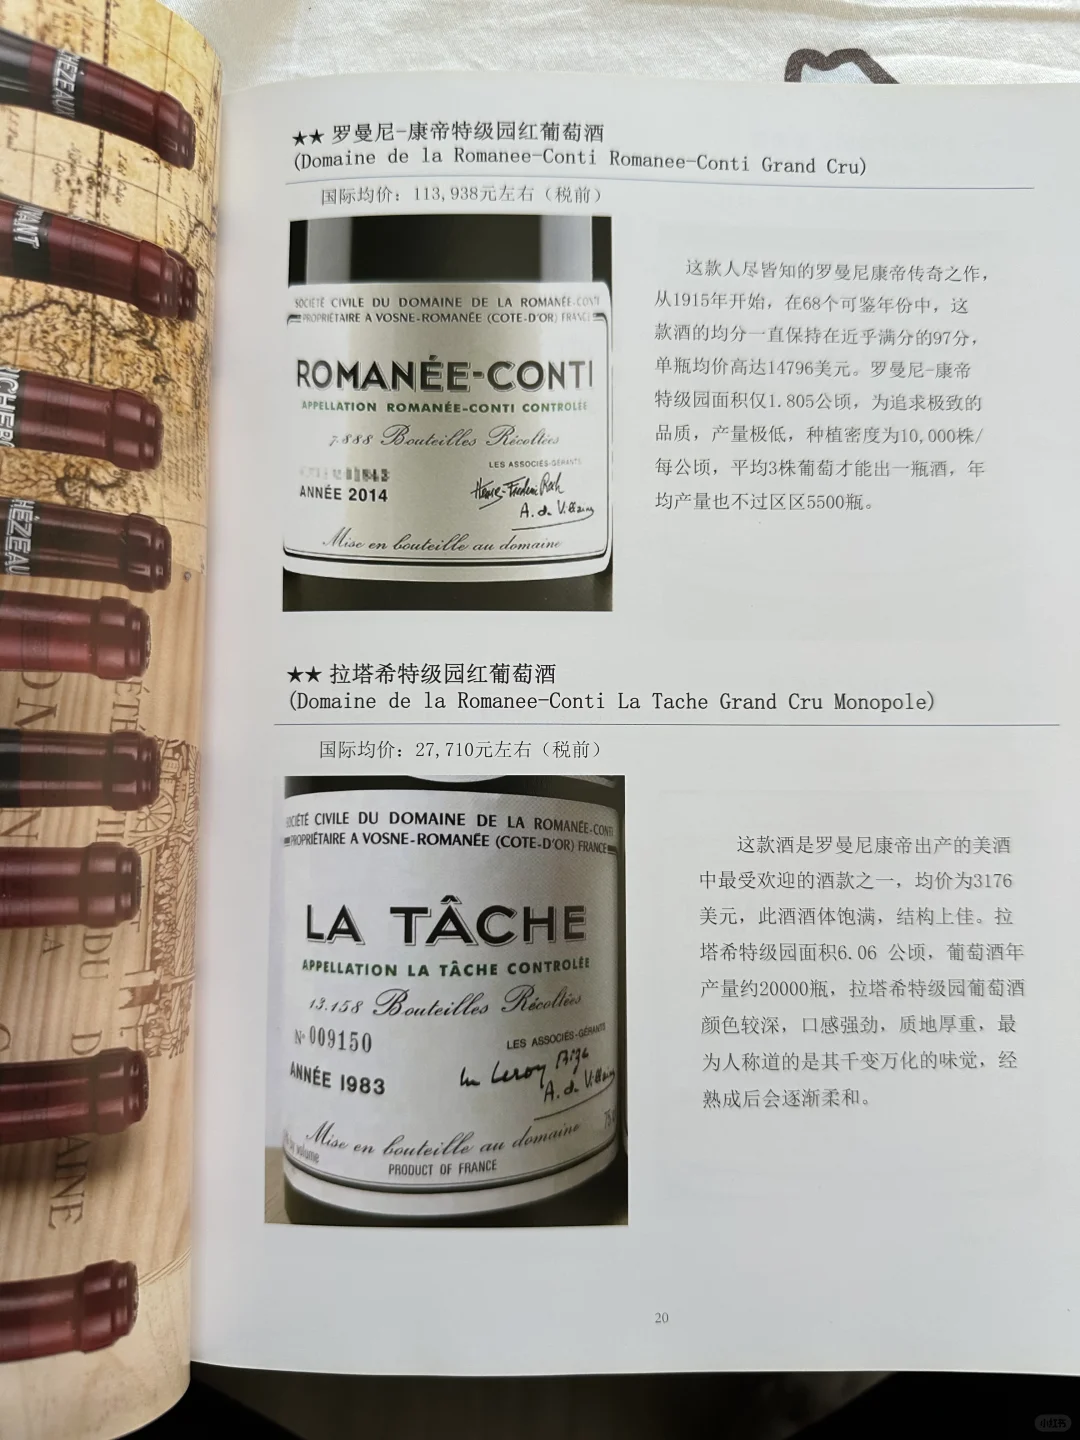 HÉZEAUX
★★ 罗曼尼-康帝特级园红葡萄酒
(Domaine de la Romanee-Conti Romanee-Conti Grand Cru)
国际均价：113,938元左右（税前）
SOCIÉTÉ CIVILE DU DOMAINE DE LA ROMANÉE-CONTI
PROPRIÉTAIRE A VOSNE-ROMANÉE (COTE-D'OR) FRANCE
ROMANÉE-CONTI
APPELLATION ROMANÉE-CONTI CONTROLÉE
7.888 Bouteilles Récoltées
LES ASSOCIÉS-GÉRANTS
ANNÉE 2014
A. de Villaine
Mise en bouteille au domaine
这款人尽皆知的罗曼尼康帝传奇之作，
从1915年开始，在68个可鉴年份中，这
款酒的均分一直保持在近乎满分的97分，
单瓶均价高达14796美元。罗曼尼-康帝
特级园面积仅1.805公顷，为追求极致的
品质，产量极低，种植密度为10,000株/
每公顷，平均3株葡萄才能出一瓶酒，年
均产量也不过区区5500瓶。
★★ 拉塔希特级园红葡萄酒
(Domaine de la Romanee-Conti La Tache Grand Cru Monopole)
国际均价：27,710元左右（税前）
SOCIÉTÉ CIVILE DU DOMAINE DE LA ROMANÉE-CONTI
PROPRIÉTAIRE A VOSNE-ROMANÉE (COTE-D'OR) FRANCE
LA TÂCHE
APPELLATION LA TÂCHE CONTROLÉE
13.158 Bouteilles Récoltées
Nº 009150
LES ASSOCIÉS-GÉRANTS
ANNÉE 1983
A. de Villaine
Mise en bouteille au domaine
PRODUCT OF FRANCE
这款酒是罗曼尼康帝出产的美酒
中最受欢迎的酒款之一，均价为3176
美元，此酒酒体饱满，结构上佳。拉
塔希特级园面积6.06 公顷，葡萄酒年
产量约20000瓶，拉塔希特级园葡萄酒
颜色较深，口感强劲，质地厚重，最
为人称道的是其千变万化的味觉，经
熟成后会逐渐柔和。
20
小红书